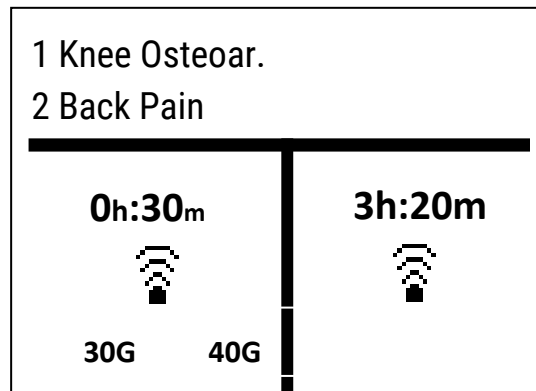 1 Knee Osteoar.
2 Back Pain
0h:30m
3h:20m
30G 40G